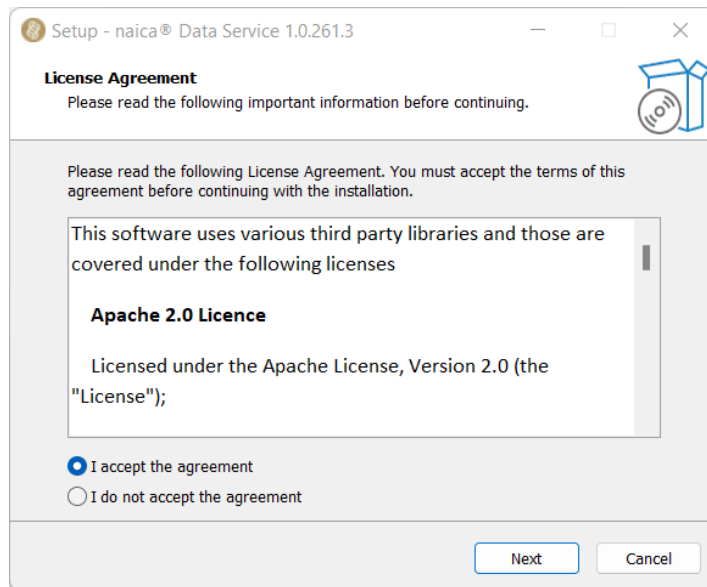 Setup - naica® Data Service 1.0.261.3
License Agreement
Please read the following important information before continuing.
Please read the following License Agreement. You must accept the terms of this
agreement before continuing with the installation.
This software uses various third party libraries and those are
covered under the following licenses
Apache 2.0 Licence
Licensed under the Apache License, Version 2.0 (the
"License");
I accept the agreement
I do not accept the agreement
Next
Cancel